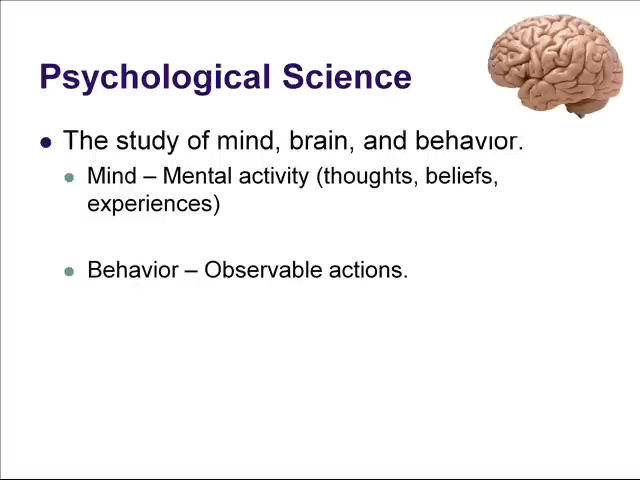 Psychological Science
The study of mind, brain, and behavior.
Mind – Mental activity (thoughts, beliefs,
experiences)
Behavior – Observable actions.